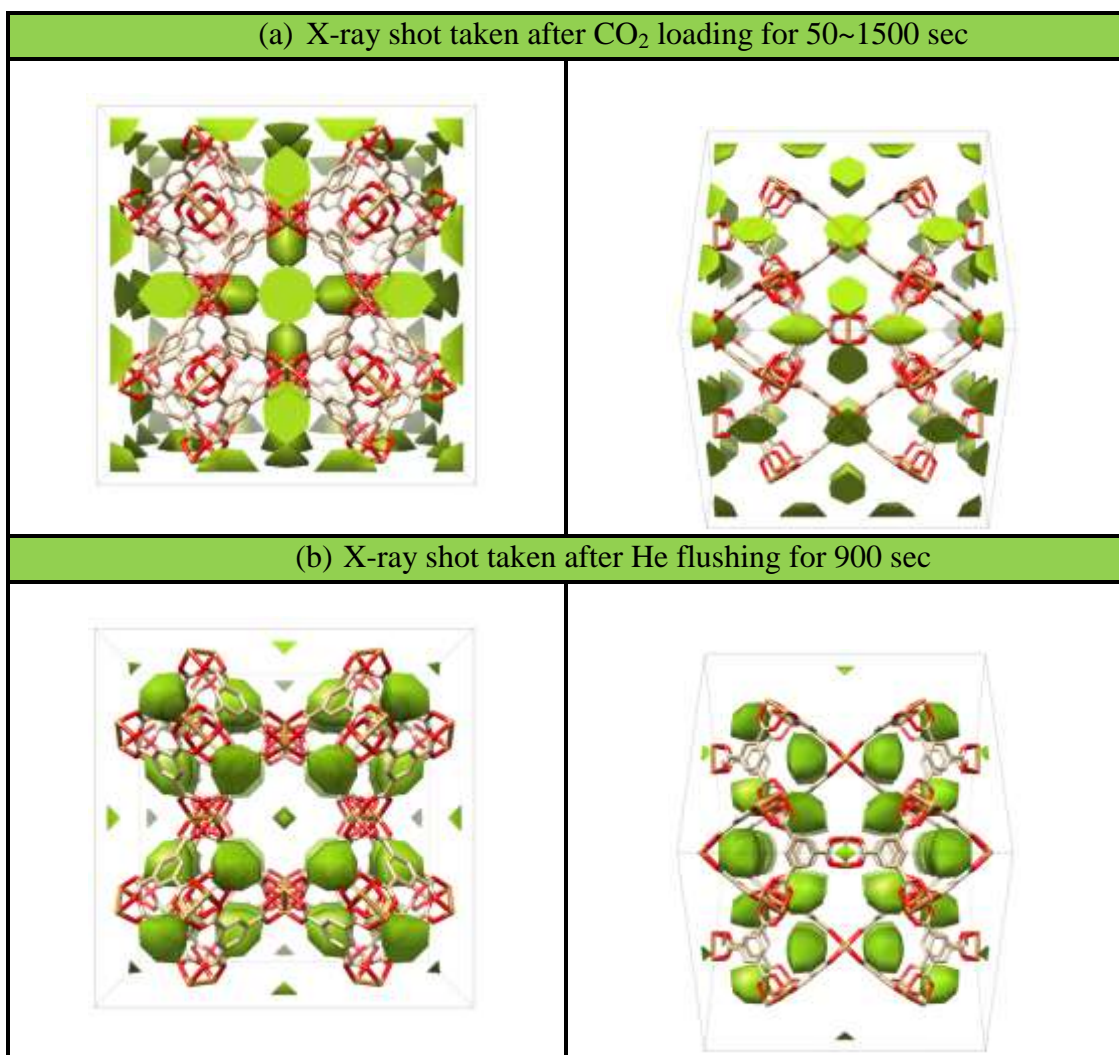 (a) X-ray shot taken after CO₂ loading for 50~1500 sec
(b) X-ray shot taken after He flushing for 900 sec